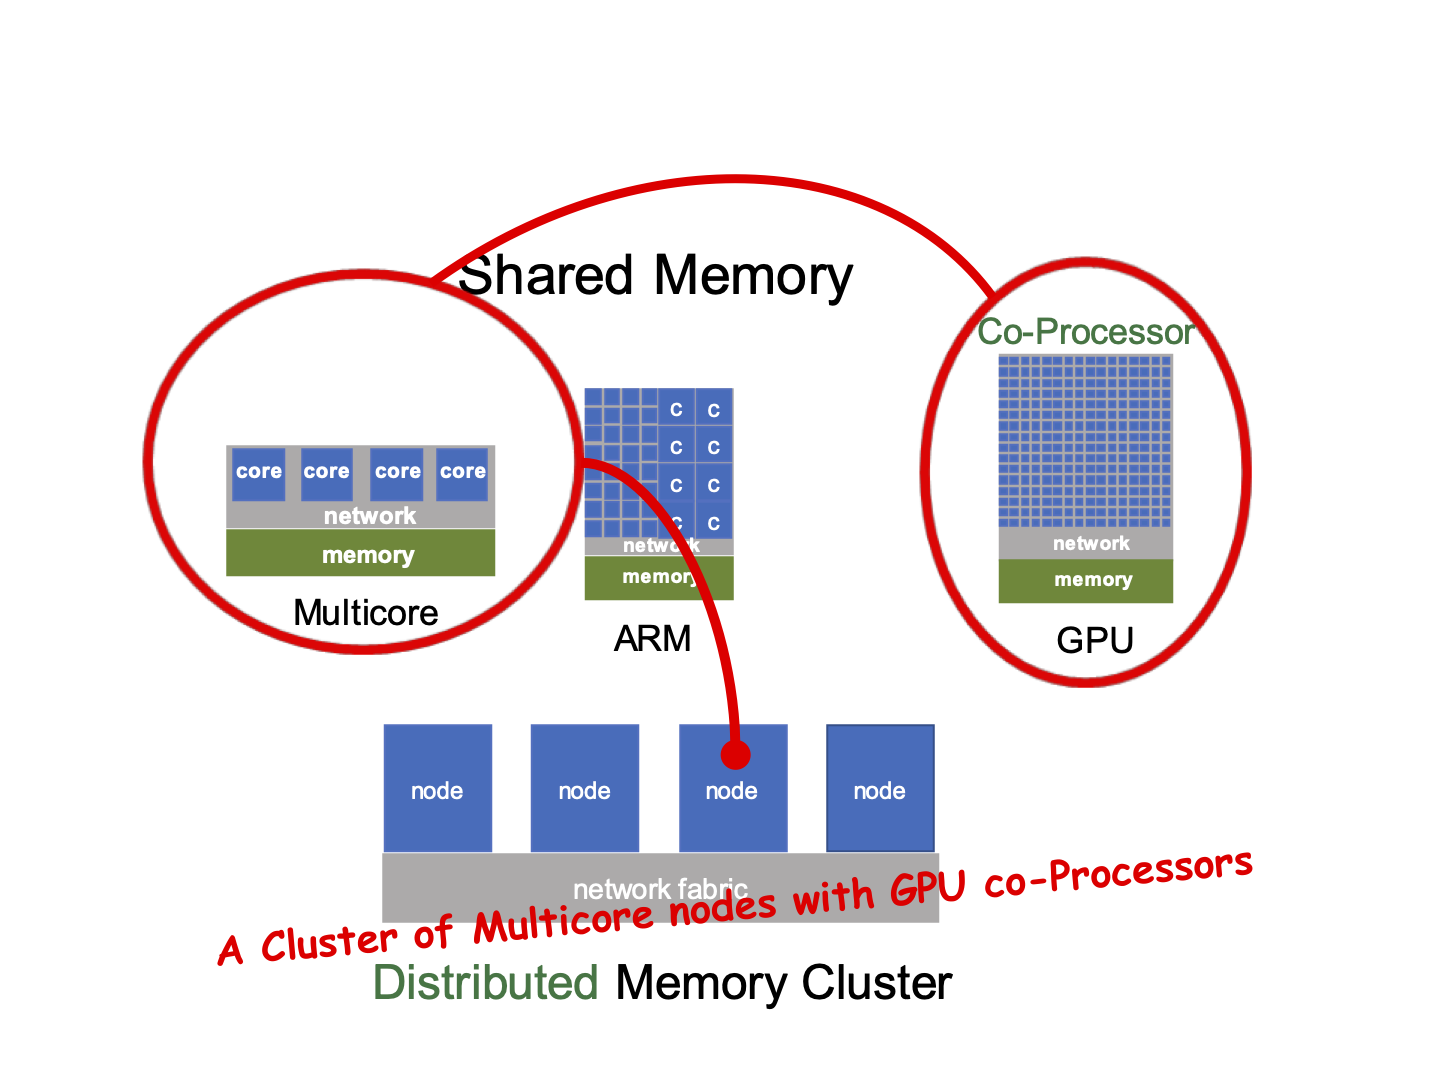 Shared Memory
core core core core
network
memory
Multicore
C C
C C
C C
C C
network
memory
ARM
Co-Processor
network
memory
GPU
node node node node
network fabric
A Cluster of Multicore nodes with GPU co-Processors
Distributed Memory Cluster